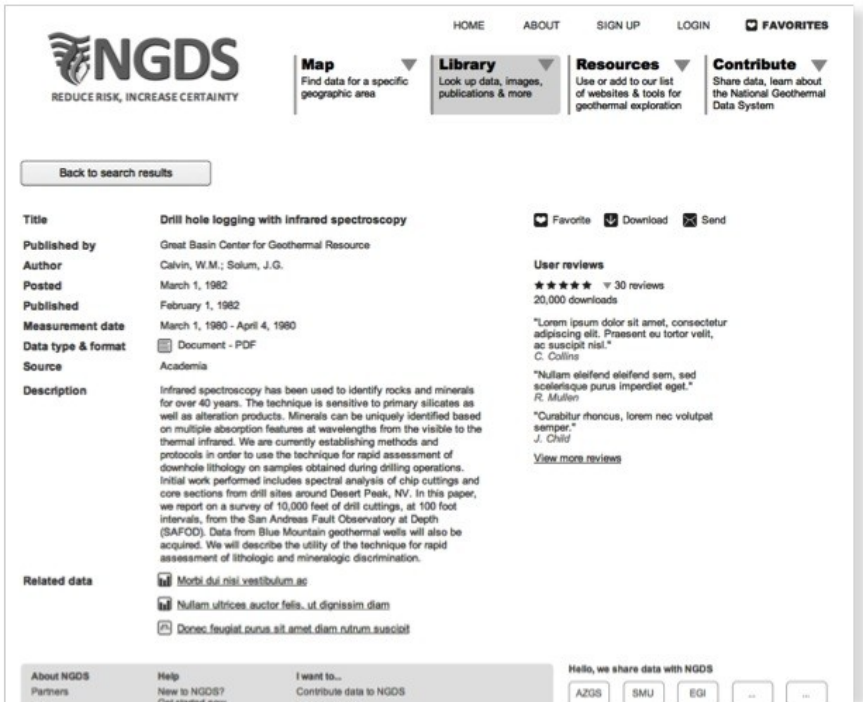 HOME ABOUT SIGN UP LOGIN FAVORITES
NGDS
REDUCE RISK, INCREASE CERTAINTY
Map
Find data for a specific
geographic area
Library
Look up data, images,
publications & more
Resources
Use or add to our list
of websites & tools for
geothermal exploration
Contribute
Share data, learn about
the National Geothermal
Data System
Back to search results
Title Drill hole logging with infrared spectroscopy
Published by Great Basin Center for Geothermal Resource
Author Calvin, W.M.; Solum, J.G.
Posted March 1, 1982
Published February 1, 1982
Measurement date March 1, 1980 - April 4, 1980
Data type & format Document - PDF
Source Academia
Description Infrared spectroscopy has been used to identify rocks and minerals
for over 40 years. The technique is sensitive to primary silicates as
well as alteration products. Minerals can be uniquely identified based
on multiple absorption features at wavelengths from the visible to the
thermal infrared. We are currently establishing methods and
protocols in order to use the technique for rapid assessment of
downhole lithology on samples obtained during drilling operations.
Initial work performed includes spectral analysis of chip cuttings and
core sections from drill sites around Desert Peak, NV. In this paper,
we report on a survey of 10,000 feet of drill cuttings, at 100 foot
intervals, from the San Andreas Fault Observatory at Depth
(SAFOD). Data from Blue Mountain geothermal wells will also be
acquired. We will describe the utility of the technique for rapid
assessment of lithologic and mineralogic discrimination.
Related data Morbi dui nisi vestibulum ac
Nullam ultrices auctor felis, ut dignissim diam
Donec feugiat purus sit amet diam rutrum suscipit
Favorite Download Send
User reviews
★★★★★ ▼ 30 reviews
20,000 downloads
"Lorem ipsum dolor sit amet, consectetur
adipiscing elit. Praesent eu tortor velit,
ac suscipit nisl."
C. Collins
"Nullam eleifend eleifend sem, sed
scelerisque purus imperdiet eget."
R. Mullen
"Curabitur rhoncus, lorem nec volutpat
semper."
J. Child
View more reviews
About NGDS
Partners
Help
New to NGDS?
I want to...
Contribute data to NGDS
Hello, we share data with NGDS
AZGS SMU EGI .. ...